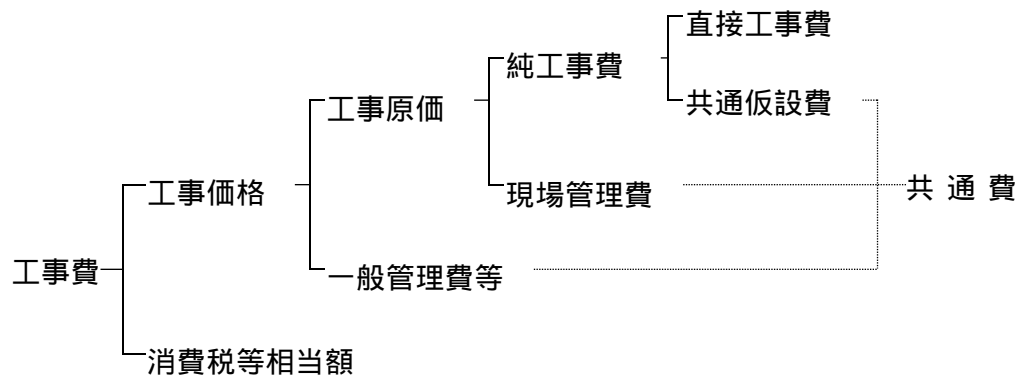 直接工事費
純工事費
共通仮設費
工事原価
工事価格
現場管理費
共通費
工事費
一般管理費等
消費税等相当額